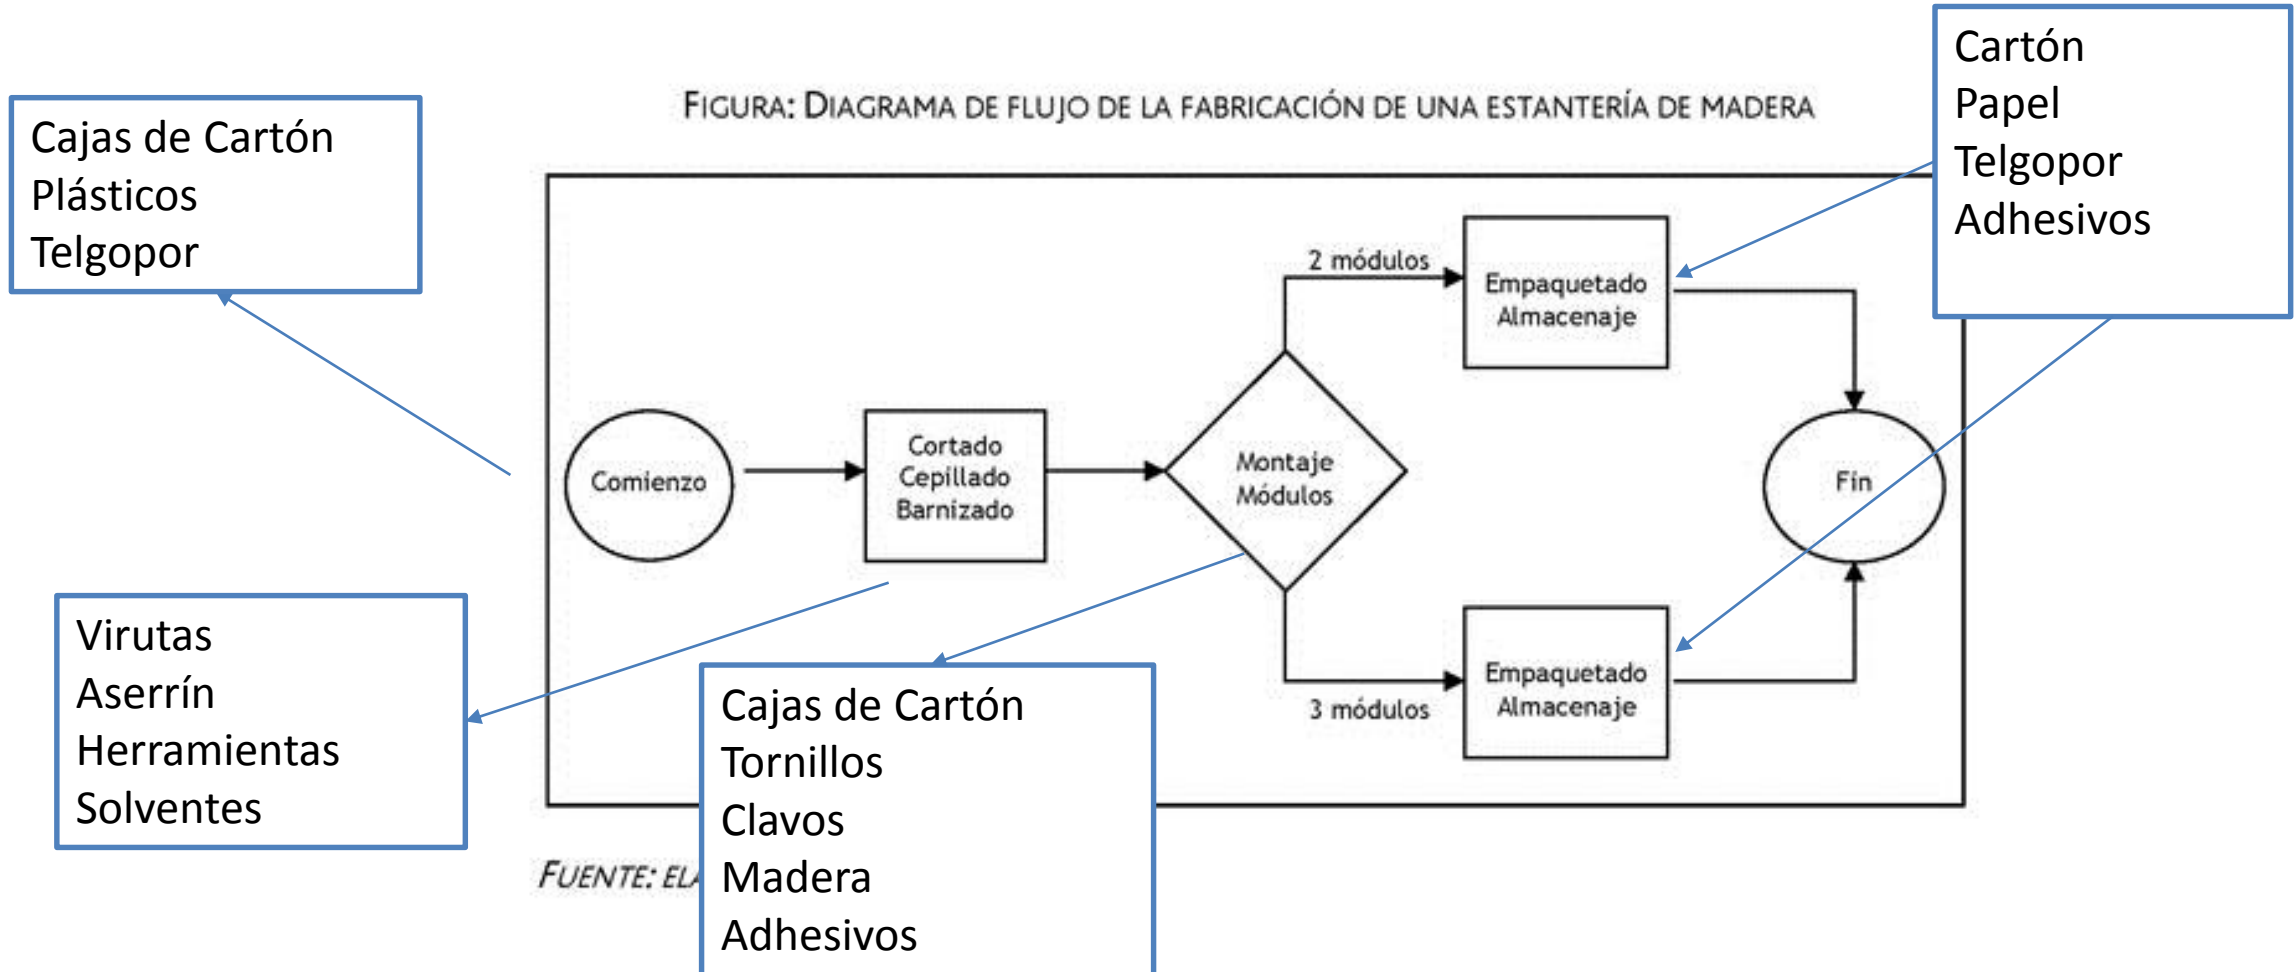 FIGURA: DIAGRAMA DE FLUJO DE LA FABRICACIÓN DE UNA ESTANTERÍA DE MADERA
Cajas de Cartón
Plásticos
Telgopor
Cartón
Papel
Telgopor
Adhesivos
2 módulos
Empaquetado
Almacenaje
Comienzo
Cortado
Cepillado
Barnizado
Montaje
Módulos
Fin
3 módulos
Empaquetado
Almacenaje
Virutas
Aserrín
Herramientas
Solventes
Cajas de Cartón
Tornillos
Clavos
Madera
Adhesivos
FUENTE: